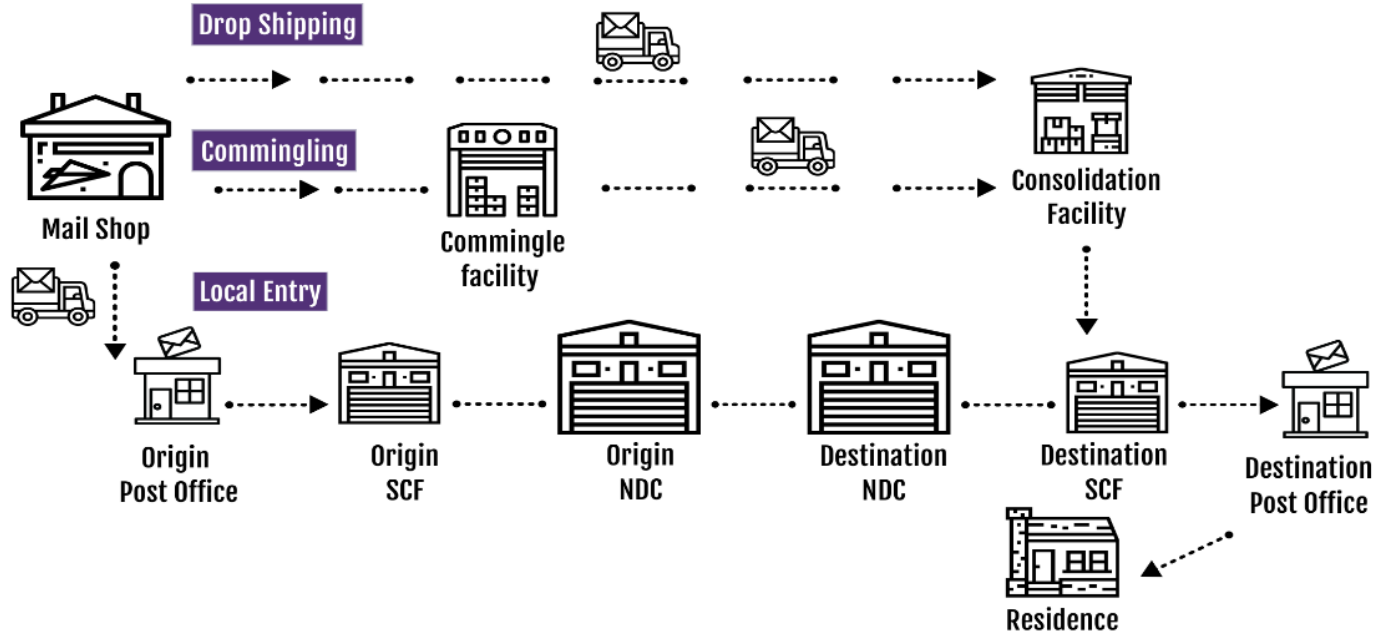 Drop Shipping
Commingling
Mail Shop
Commingle
facility
Consolidation
Facility
Local Entry
Origin
Post Office
Origin
SCF
Origin
NDC
Destination
NDC
Destination
SCF
Destination
Post Office
Residence